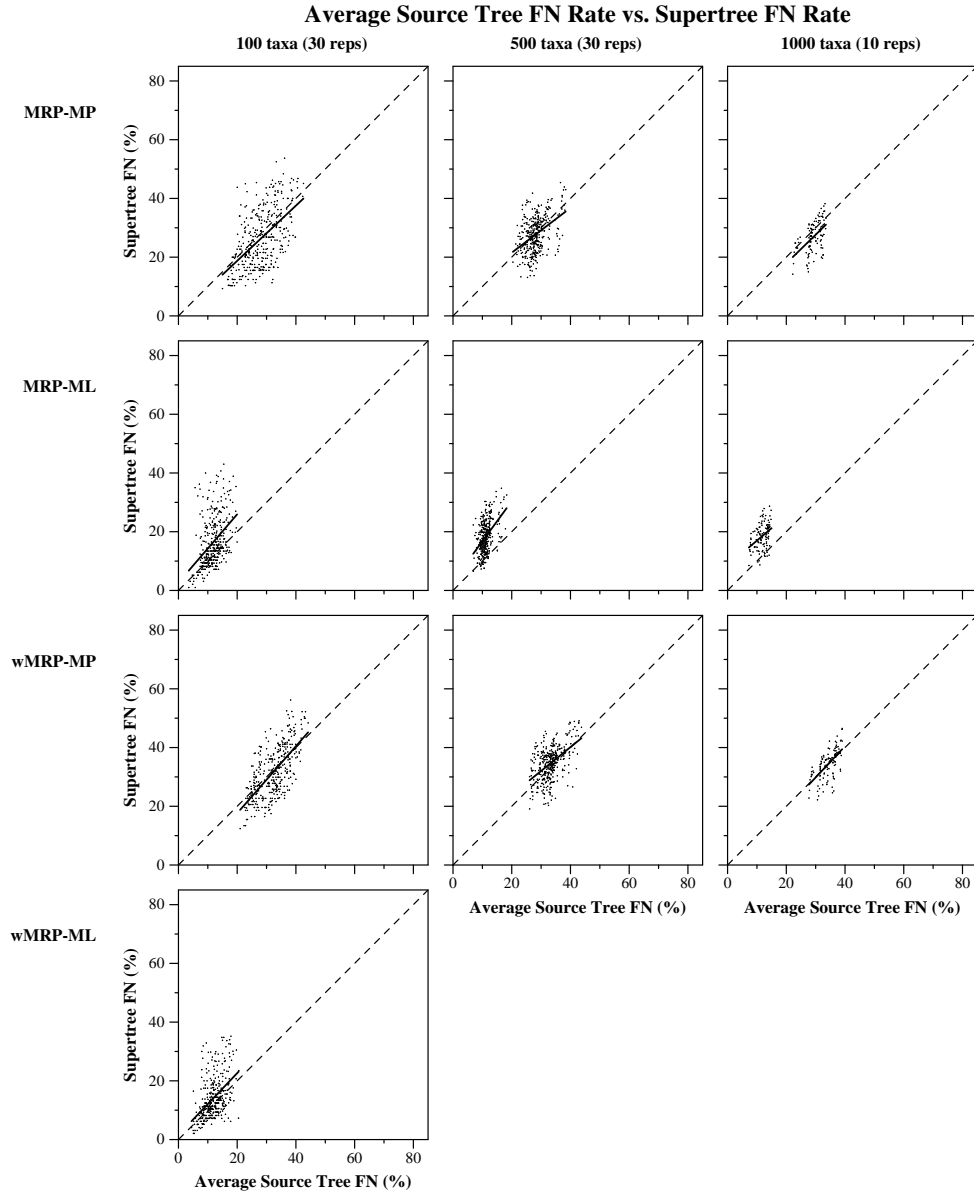 Average Source Tree FN Rate vs. Supertree FN Rate
100 taxa (30 reps)
500 taxa (30 reps)
1000 taxa (10 reps)
MRP-MP
Supertree FN (%)
80
60
40
20
0
MRP-ML
Supertree FN (%)
80
60
40
20
0
wMRP-MP
Supertree FN (%)
80
60
40
20
0
0 20 40 60 80
Average Source Tree FN (%)
0 20 40 60 80
Average Source Tree FN (%)
wMRP-ML
Supertree FN (%)
80
60
40
20
0
0 20 40 60 80
Average Source Tree FN (%)